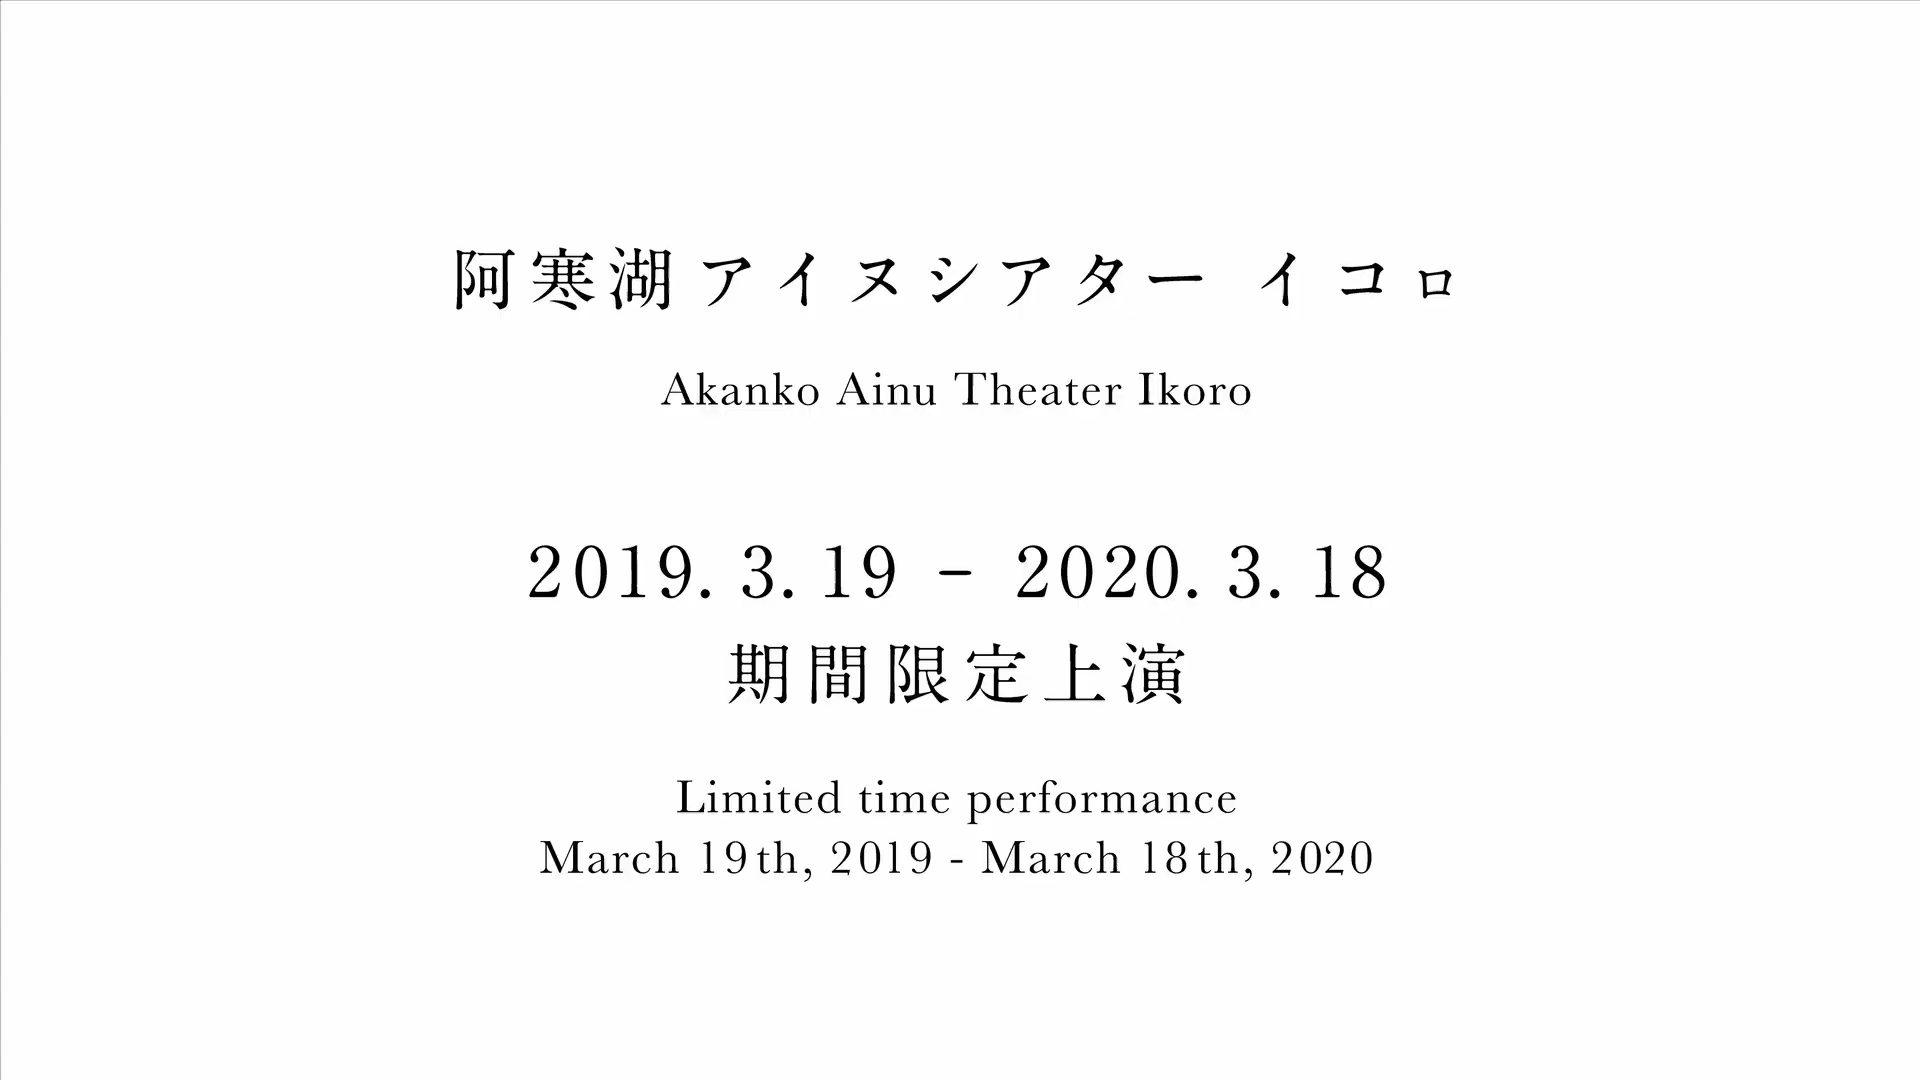 阿寒湖アイヌシアター イコㇿ
Akanko Ainu Theater Ikoro
2019. 3. 19 – 2020. 3. 18
期間限定上演
Limited time performance
March 19th, 2019 - March 18th, 2020